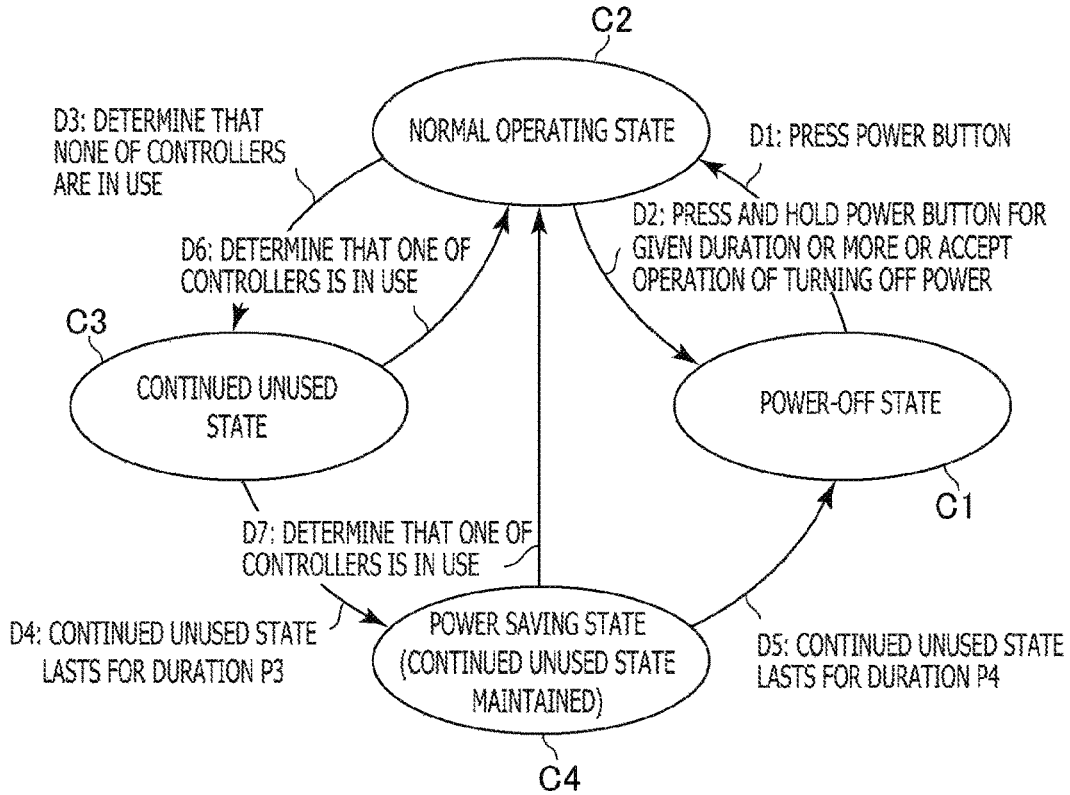 C2
NORMAL OPERATING STATE
D3: DETERMINE THAT
NONE OF CONTROLLERS
ARE IN USE
D1: PRESS POWER BUTTON
D2: PRESS AND HOLD POWER BUTTON FOR
GIVEN DURATION OR MORE OR ACCEPT
OPERATION OF TURNING OFF POWER
D6: DETERMINE THAT ONE OF
CONTROLLERS IS IN USE
C3
CONTINUED UNUSED
STATE
POWER-OFF STATE
C1
D7: DETERMINE THAT ONE OF
CONTROLLERS IS IN USE
D4: CONTINUED UNUSED STATE
LASTS FOR DURATION P3
POWER SAVING STATE
(CONTINUED UNUSED STATE
MAINTAINED)
D5: CONTINUED UNUSED STATE
LASTS FOR DURATION P4
C4